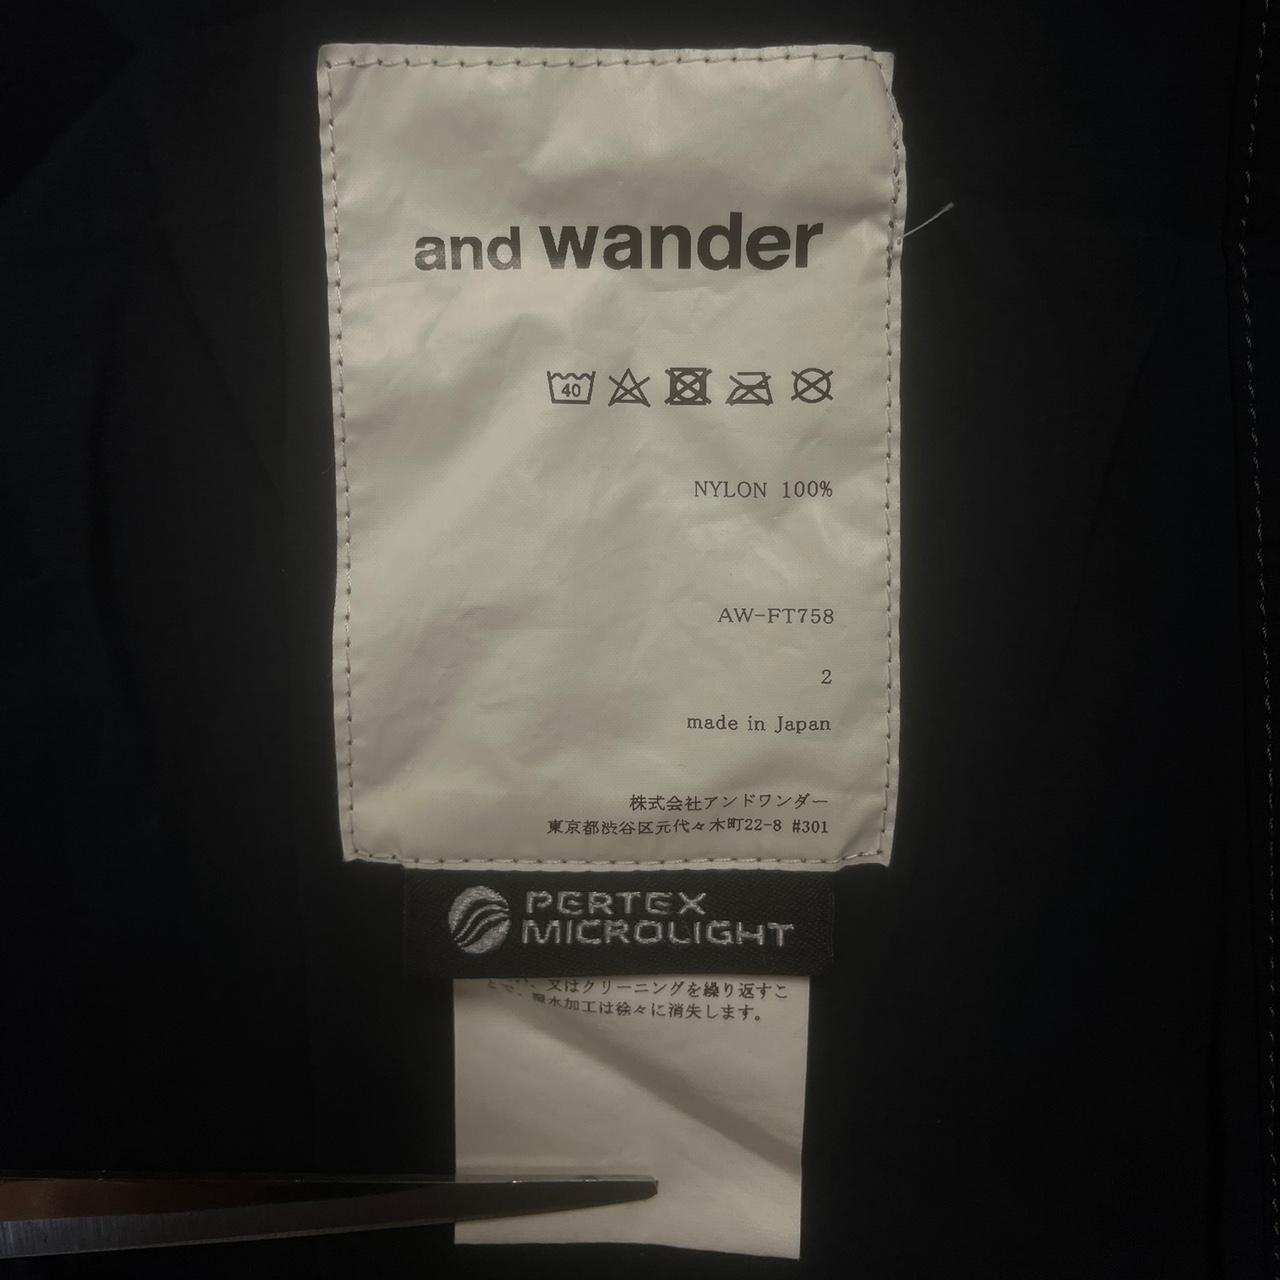 and wander
40
NYLON 100%
AW-FT758
2
made in Japan
株式会社アンドワンダー
東京都渋谷区元代々木町22-8 #301
PERTEX
MICROLIGHT
又はクリーニングを繰り返すこ
水加工は徐々に消失します。